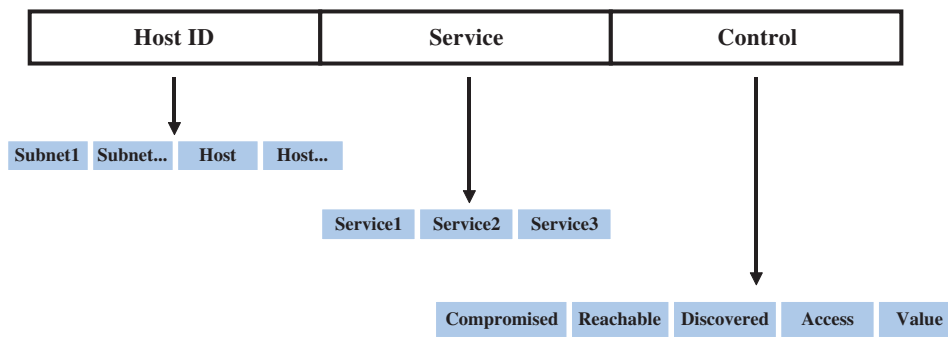 Host ID Service Control
Subnet1 Subnet... Host Host...
Service1 Service2 Service3
Compromised Reachable Discovered Access Value